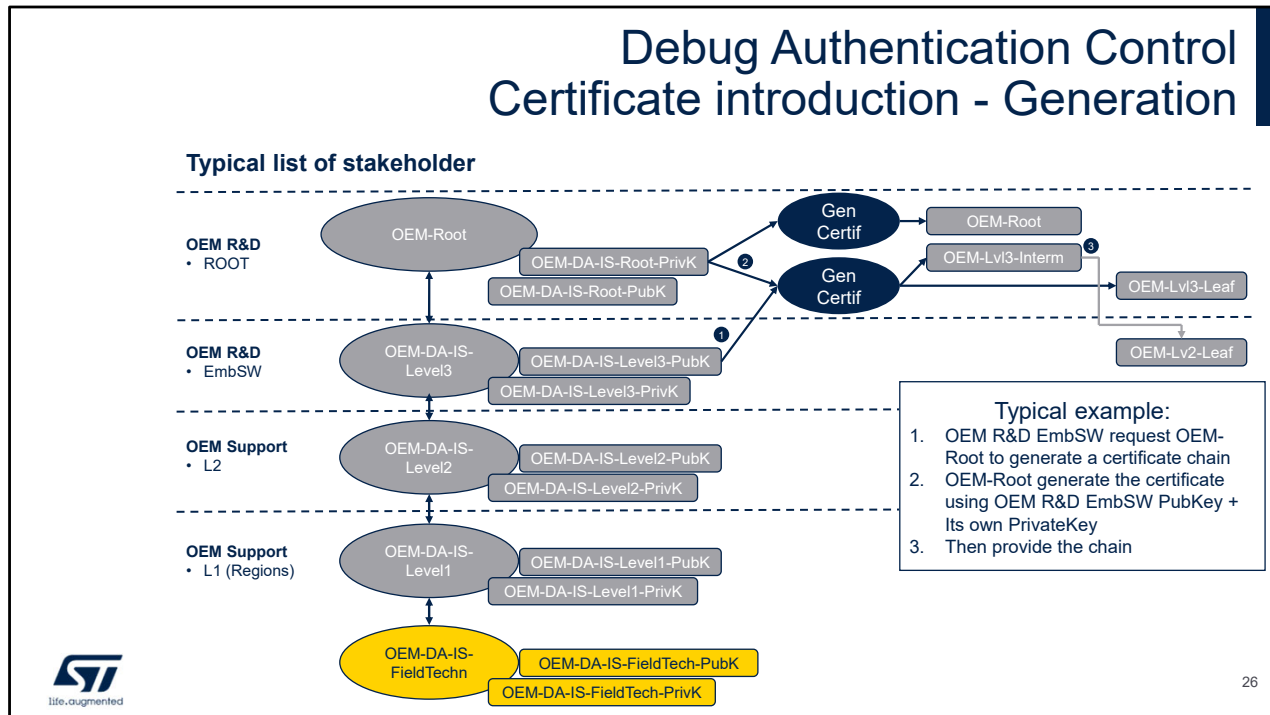 Debug Authentication Control
Certificate introduction - Generation
Typical list of stakeholder
OEM R&D
• ROOT
OEM-Root
OEM-DA-IS-Root-PrivK
OEM-DA-IS-Root-PubK
2
Gen
Certif
Gen
Certif
OEM-Root
OEM-Lvl3-Interm
3
OEM-Lvl3-Leaf
OEM-Lv2-Leaf
OEM R&D
• EmbSW
OEM-DA-IS-
Level3
OEM-DA-IS-Level3-PubK
OEM-DA-IS-Level3-PrivK
1
OEM Support
• L2
OEM-DA-IS-
Level2
OEM-DA-IS-Level2-PubK
OEM-DA-IS-Level2-PrivK
OEM Support
• L1 (Regions)
OEM-DA-IS-
Level1
OEM-DA-IS-Level1-PubK
OEM-DA-IS-Level1-PrivK
OEM-DA-IS-
FieldTechn
OEM-DA-IS-FieldTech-PubK
OEM-DA-IS-FieldTech-PrivK
Typical example:
1. OEM R&D EmbSW request OEM-
Root to generate a certificate chain
2. OEM-Root generate the certificate
using OEM R&D EmbSW PubKey +
Its own PrivateKey
3. Then provide the chain
ST
life.augmented
26